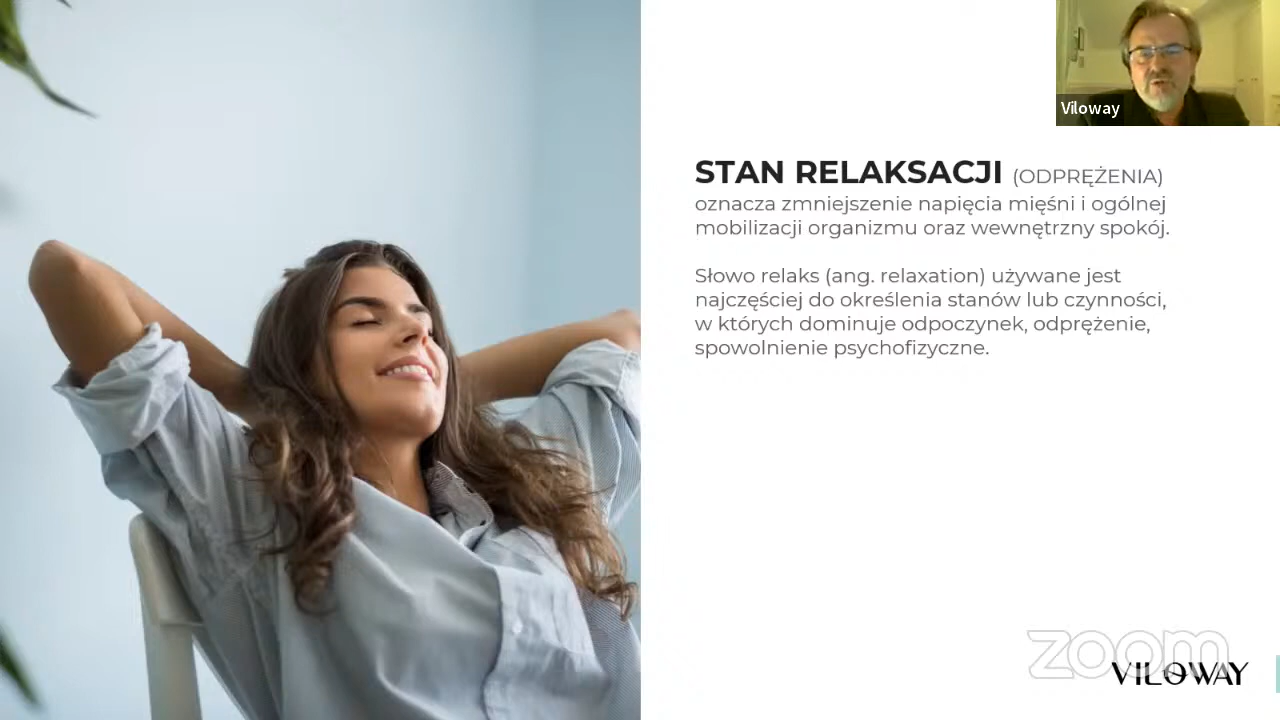 Viloway
STAN RELAKSACJI (ODPRĘŻENIA)
oznacza zmniejszenie napięcia mięśni i ogólnej
mobilizacji organizmu oraz wewnętrzny spokój.
Słowo relaks (ang. relaxation) używane jest
najczęściej do określenia stanów lub czynności,
w których dominuje odpoczynek, odprężenie,
spowolnienie psychofizyczne.
zoom
VILOWAY